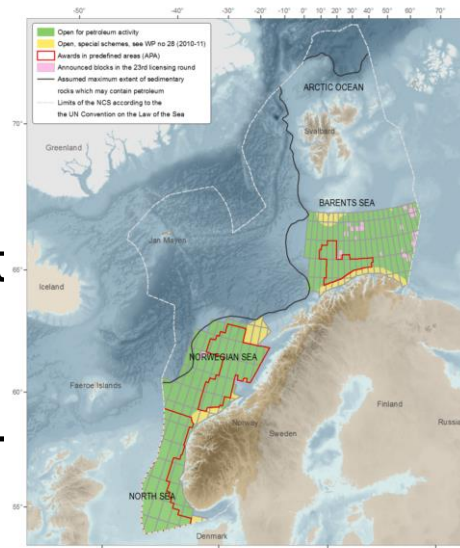 -50° -40° -30° -20° -10° 0° 10° 20° 30° 40° 50° 60° 70°
Open for petroleum activity
Open, special schemes, see WP no 28 (2010-11)
Awards in predefined areas (APA)
Announced blocks in the 23rd licensing round
Assumed maximum extent of sedimentary
rocks which may contain petroleum
Limits of the NCS according to the
the UN Convention on the Law of the Sea
ARCTIC OCEAN
70°
Svalbard
Greenland
BARENTS SEA
Jan Mayen
65°
Iceland
NORWEGIAN SEA
Faeroe Islands
60°
Finland
Norway
Sweden
Russia
NORTH SEA
55°
Denmark